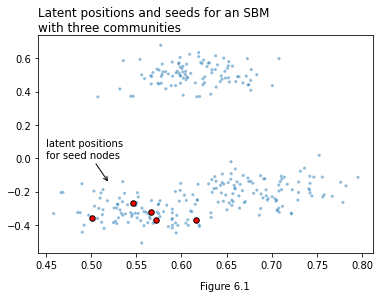 Latent positions and seeds for an SBM
with three communities
0.6
0.4
0.2
0.0
−0.2
−0.4
latent positions
for seed nodes
0.45 0.50 0.55 0.60 0.65 0.70 0.75 0.80
Figure 6.1